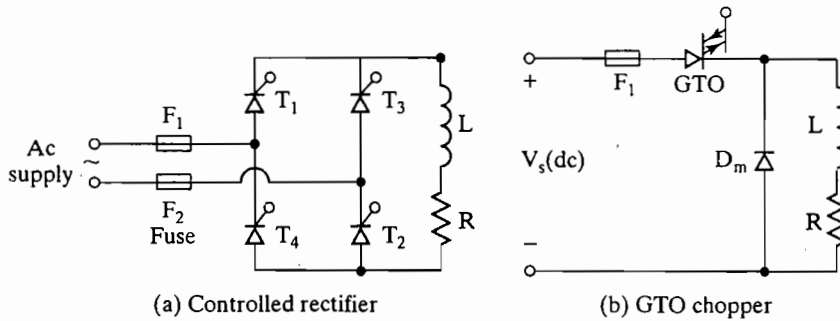 F1
F2
Fuse
Ac
supply
~
T1
T3
T4
T2
L
R
(a) Controlled rectifier
+
F1
GTO
Vs(dc)
Dm
L
R
−
(b) GTO chopper